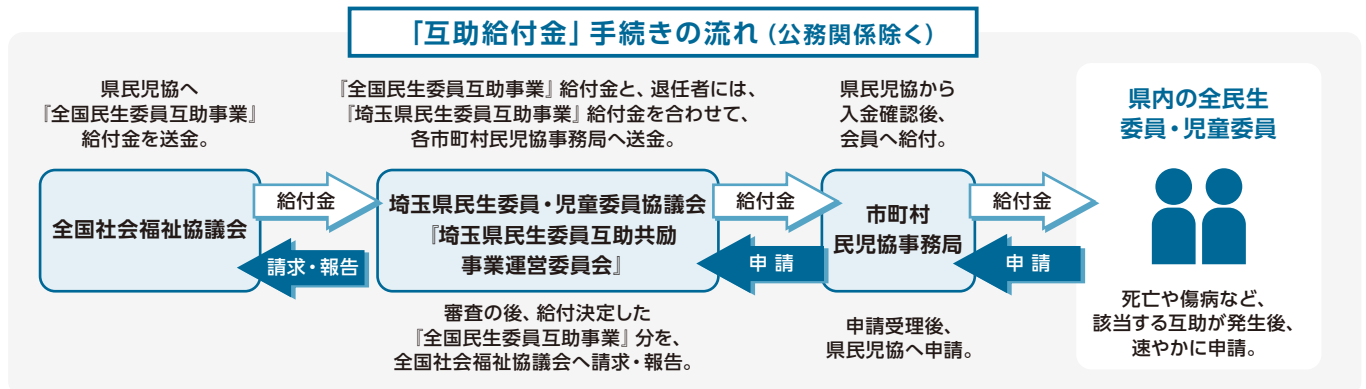 「互助給付金」手続きの流れ（公務関係除く）
県民児協へ
『全国民生委員互助事業』
給付金を送金。
『全国民生委員互助事業』給付金と、退任者には、
『埼玉県民生委員互助事業』給付金を合わせて、
各市町村民児協事務局へ送金。
県民児協から
入金確認後、
会員へ給付。
県内の全民生
委員・児童委員
全国社会福祉協議会
給付金
請求・報告
埼玉県民生委員・児童委員協議会
『埼玉県民生委員互助共励
事業運営委員会』
給付金
申 請
市町村
民児協事務局
給付金
申 請
審査の後、給付決定した
『全国民生委員互助事業』分を、
全国社会福祉協議会へ請求・報告。
申請受理後、
県民児協へ申請。
死亡や傷病など、
該当する互助が発生後、
速やかに申請。